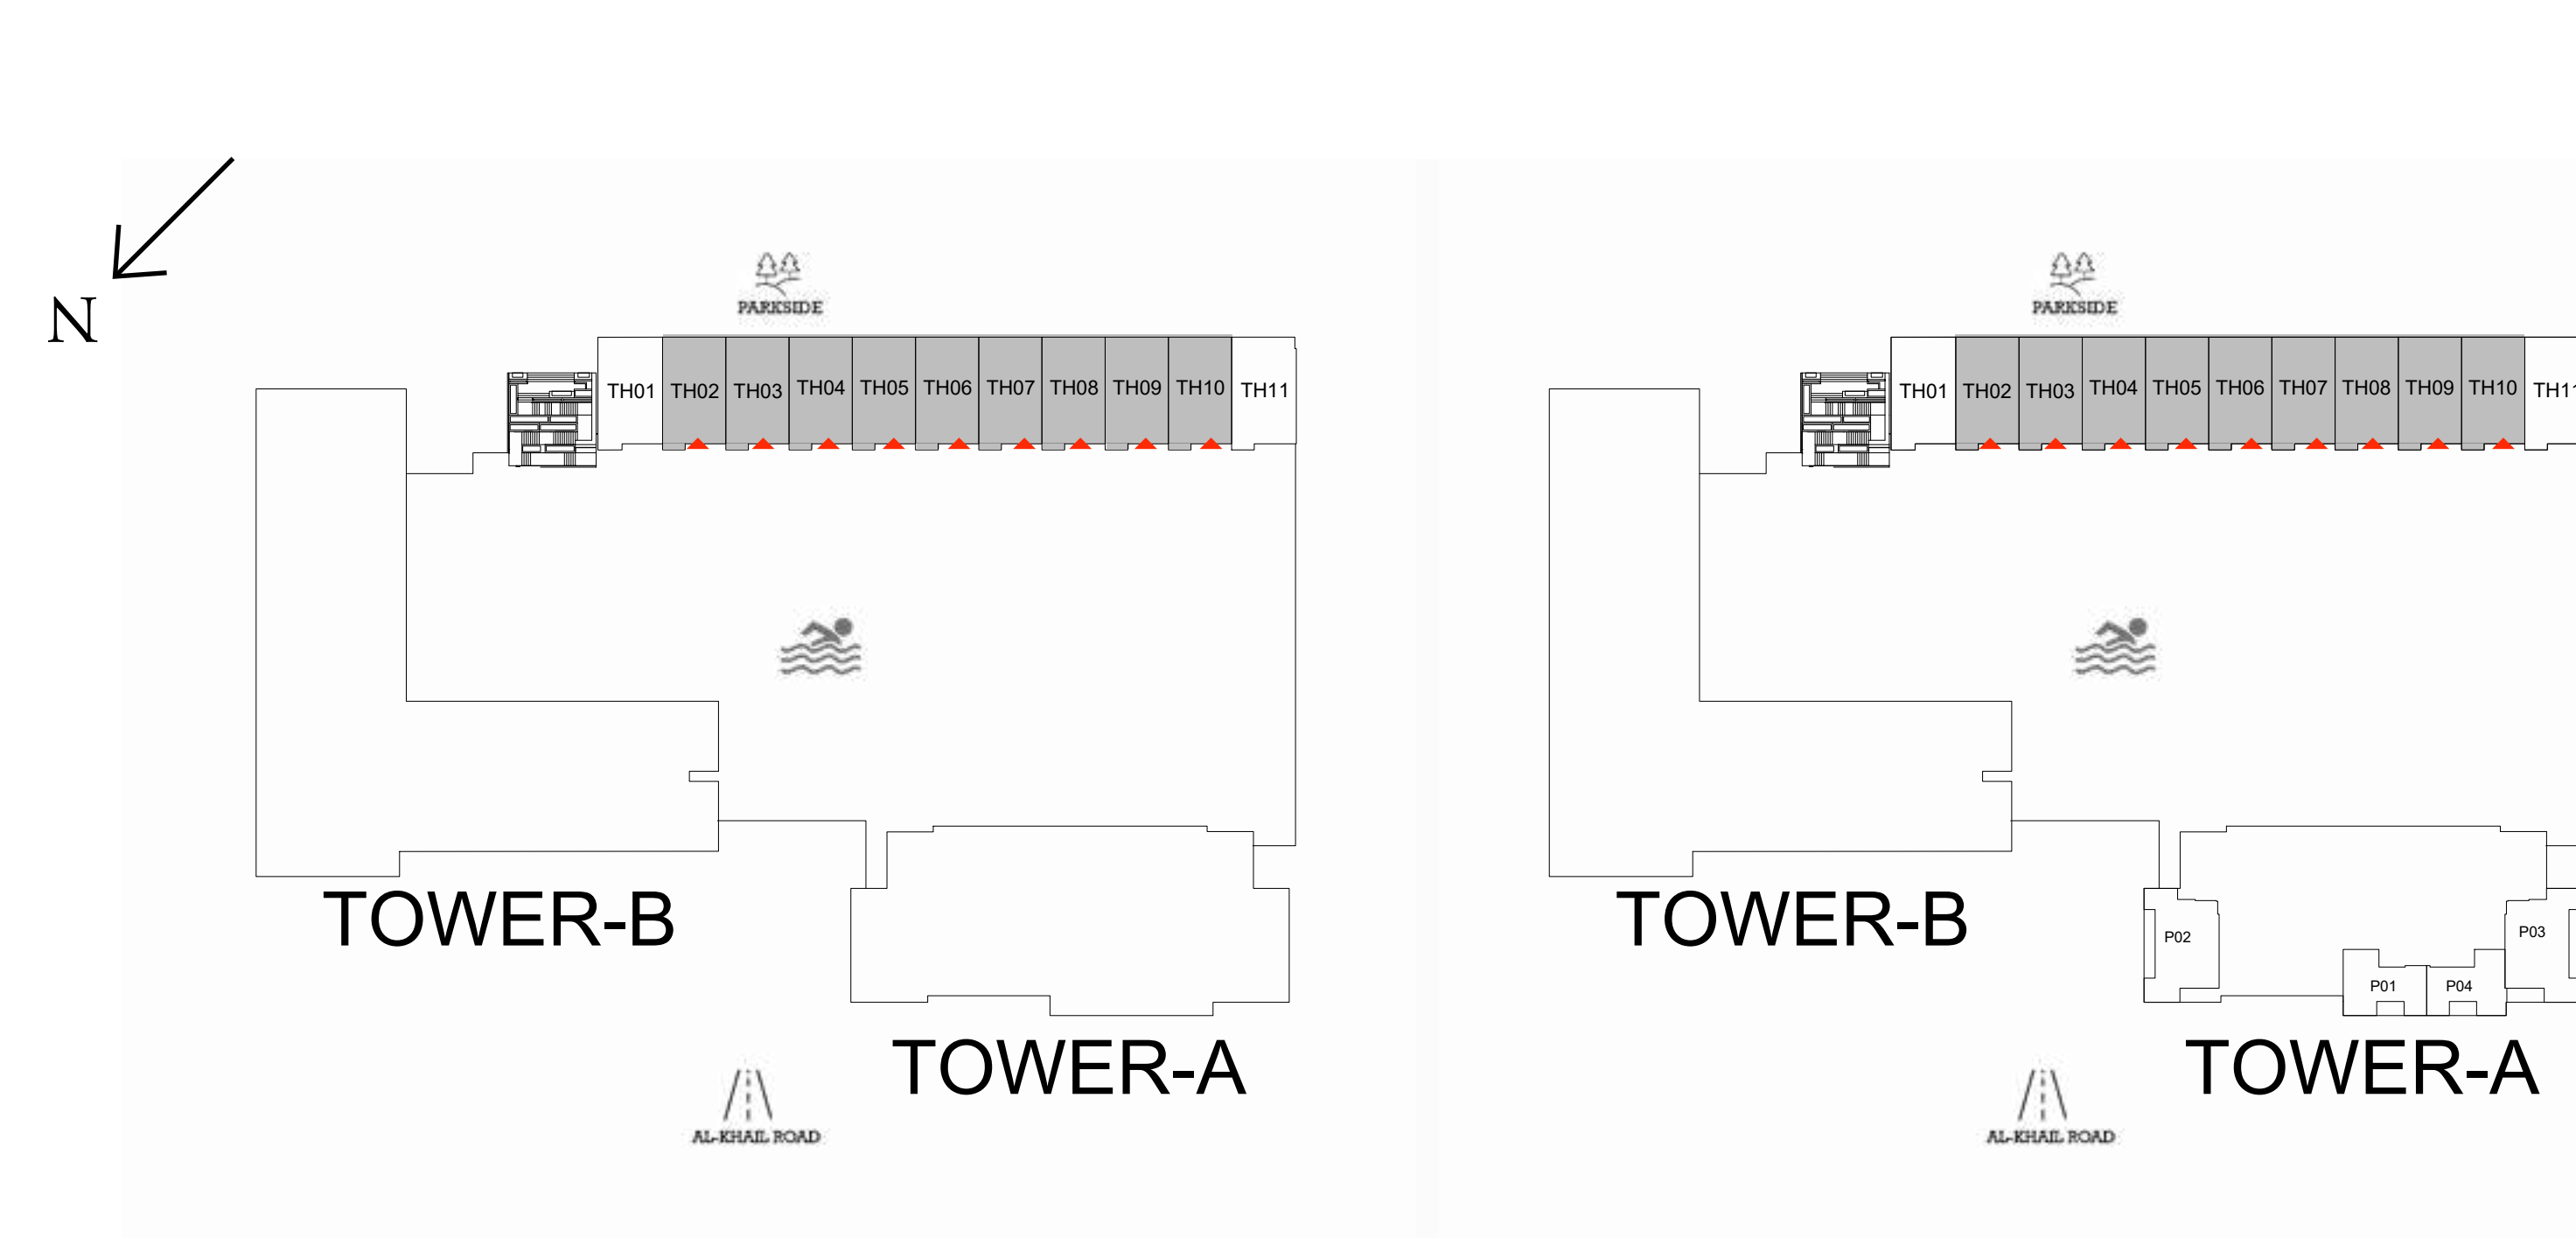 N
PARKSIDE
TH01 TH02 TH03 TH04 TH05 TH06 TH07 TH08 TH09 TH10 TH11
TOWER-B
TOWER-A
AL-KHAIL ROAD
PARKSIDE
TH01 TH02 TH03 TH04 TH05 TH06 TH07 TH08 TH09 TH10 TH11
P02
P03
P01
P04
TOWER-B
TOWER-A
AL-KHAIL ROAD